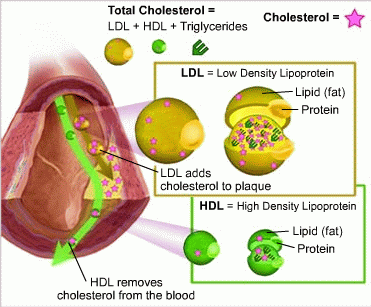 Total Cholesterol =
LDL + HDL + Triglycerides
Cholesterol =
LDL = Low Density Lipoprotein
Lipid (fat)
Protein
LDL adds
cholesterol to plaque
HDL = High Density Lipoprotein
Lipid (fat)
Protein
HDL removes
cholesterol from the blood